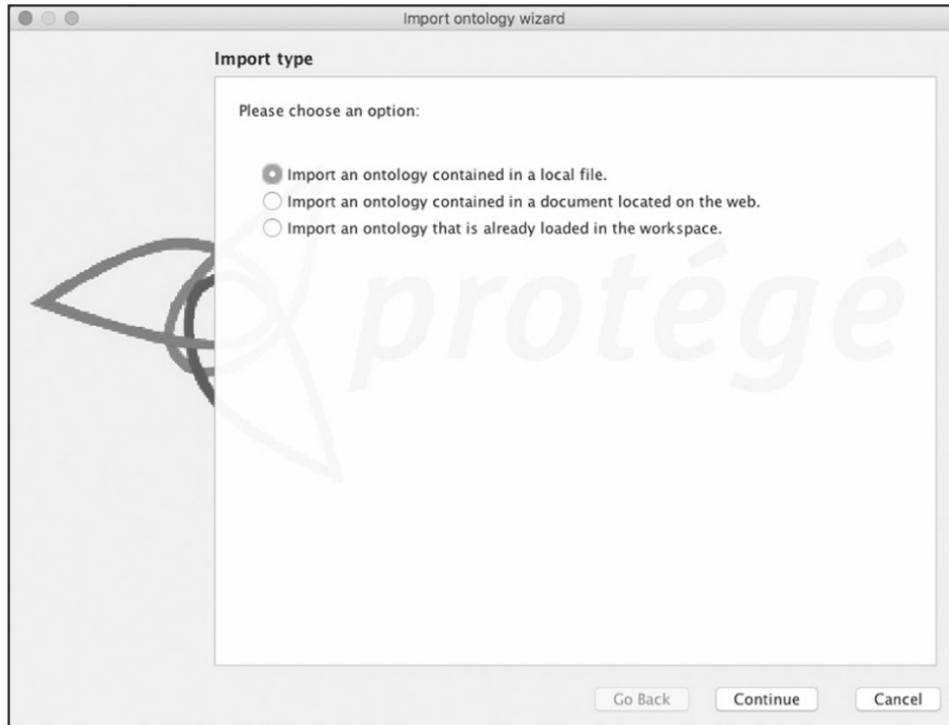 Import ontology wizard
Import type
Please choose an option:
Import an ontology contained in a local file.
Import an ontology contained in a document located on the web.
Import an ontology that is already loaded in the workspace.
protégé
Go Back Continue Cancel